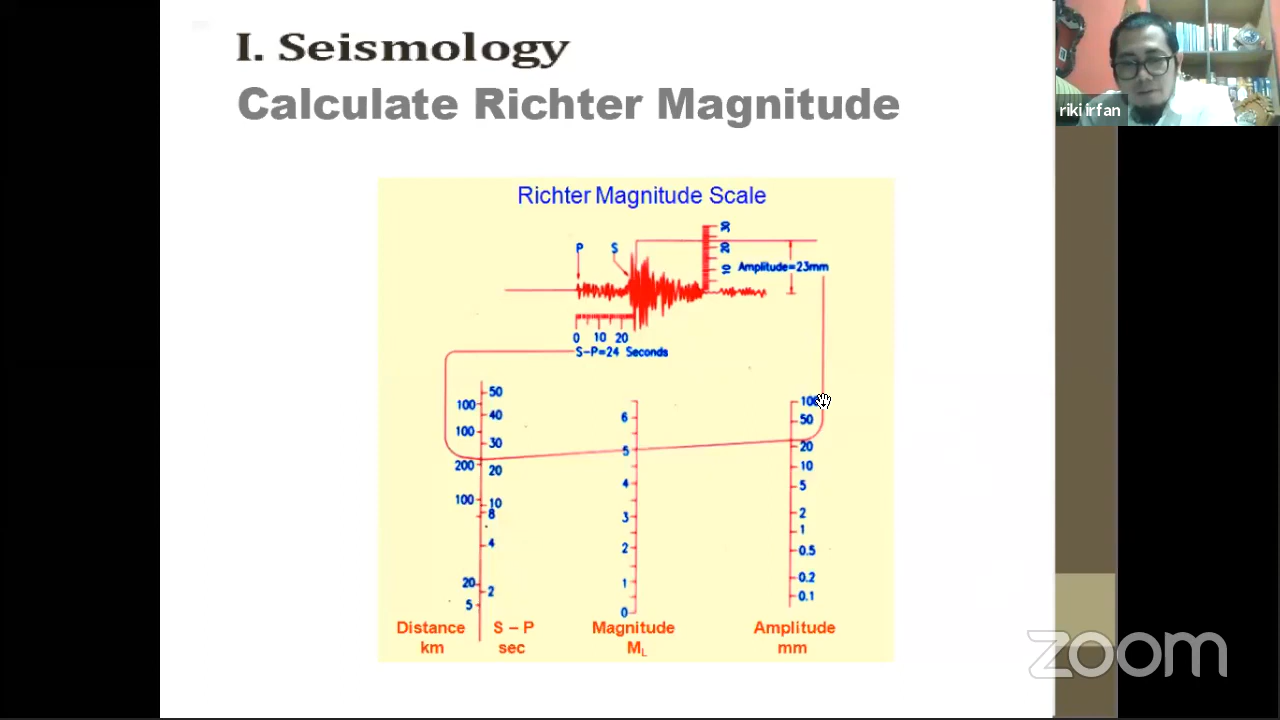 I. Seismology
Calculate Richter Magnitude
riki irfan
Richter Magnitude Scale
P
S
30
20
10
Amplitude=23mm
0 10 20
S-P=24 Seconds
50
100
40
100
30
200
20
100
10
8
4
20
2
5
6
5
4
3
2
1
0
100
50
20
10
5
2
1
0.5
0.2
0.1
Distance
km
S – P
sec
Magnitude
ML
Amplitude
mm
zoom